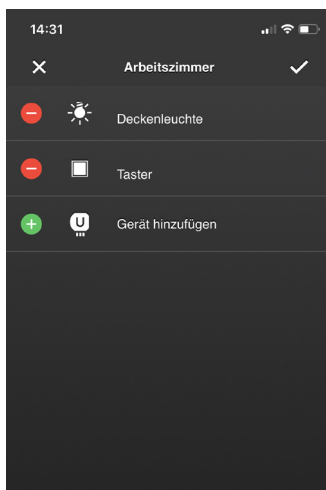 14:31
Arbeitszimmer
Deckenleuchte
Taster
U
Gerät hinzufügen